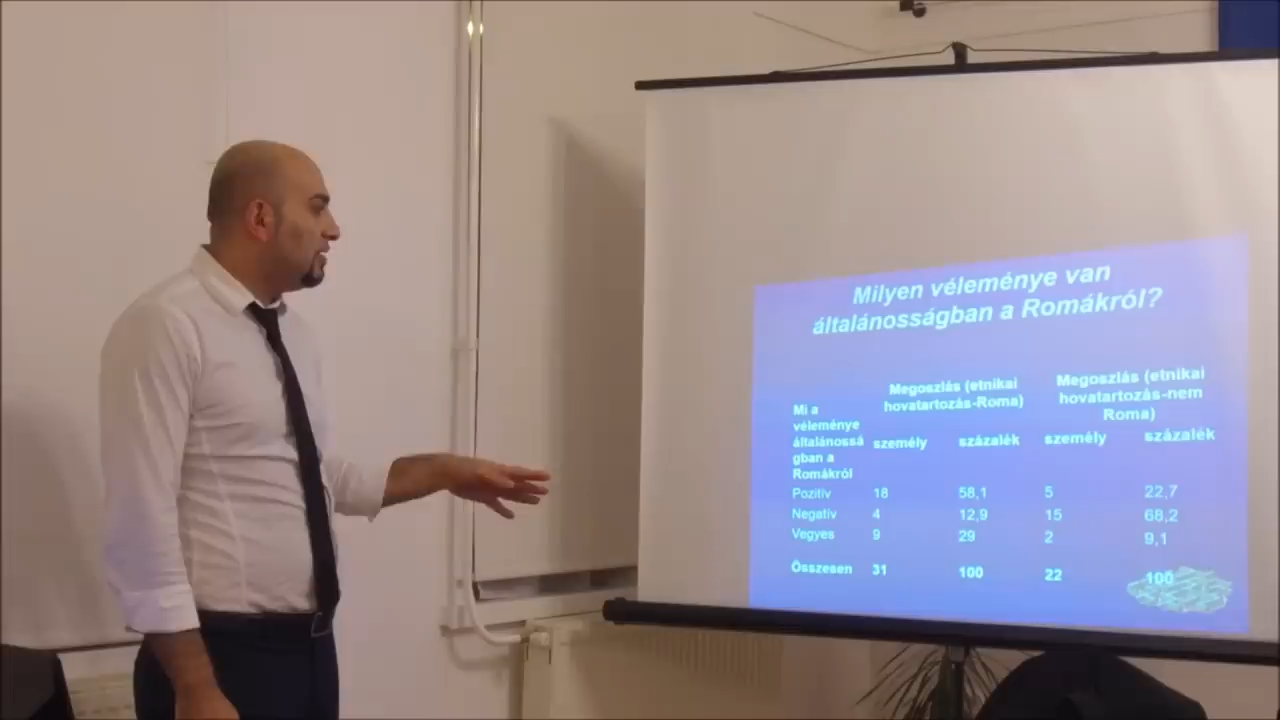 Milyen véleménye van
általánosságban a Romákról?
Megoszlás (etnikai
hovatartozás-Roma)
Megoszlás (etnikai
hovatartozás-nem
Roma)
Mi a
véleménye
általánossá
gban a
Romákról
személy százalék személy százalék
Pozitív 18 58,1 5 22,7
Negatív 4 12,9 15 68,2
Vegyes 9 29 2 9,1
Összesen 31 100 22 100